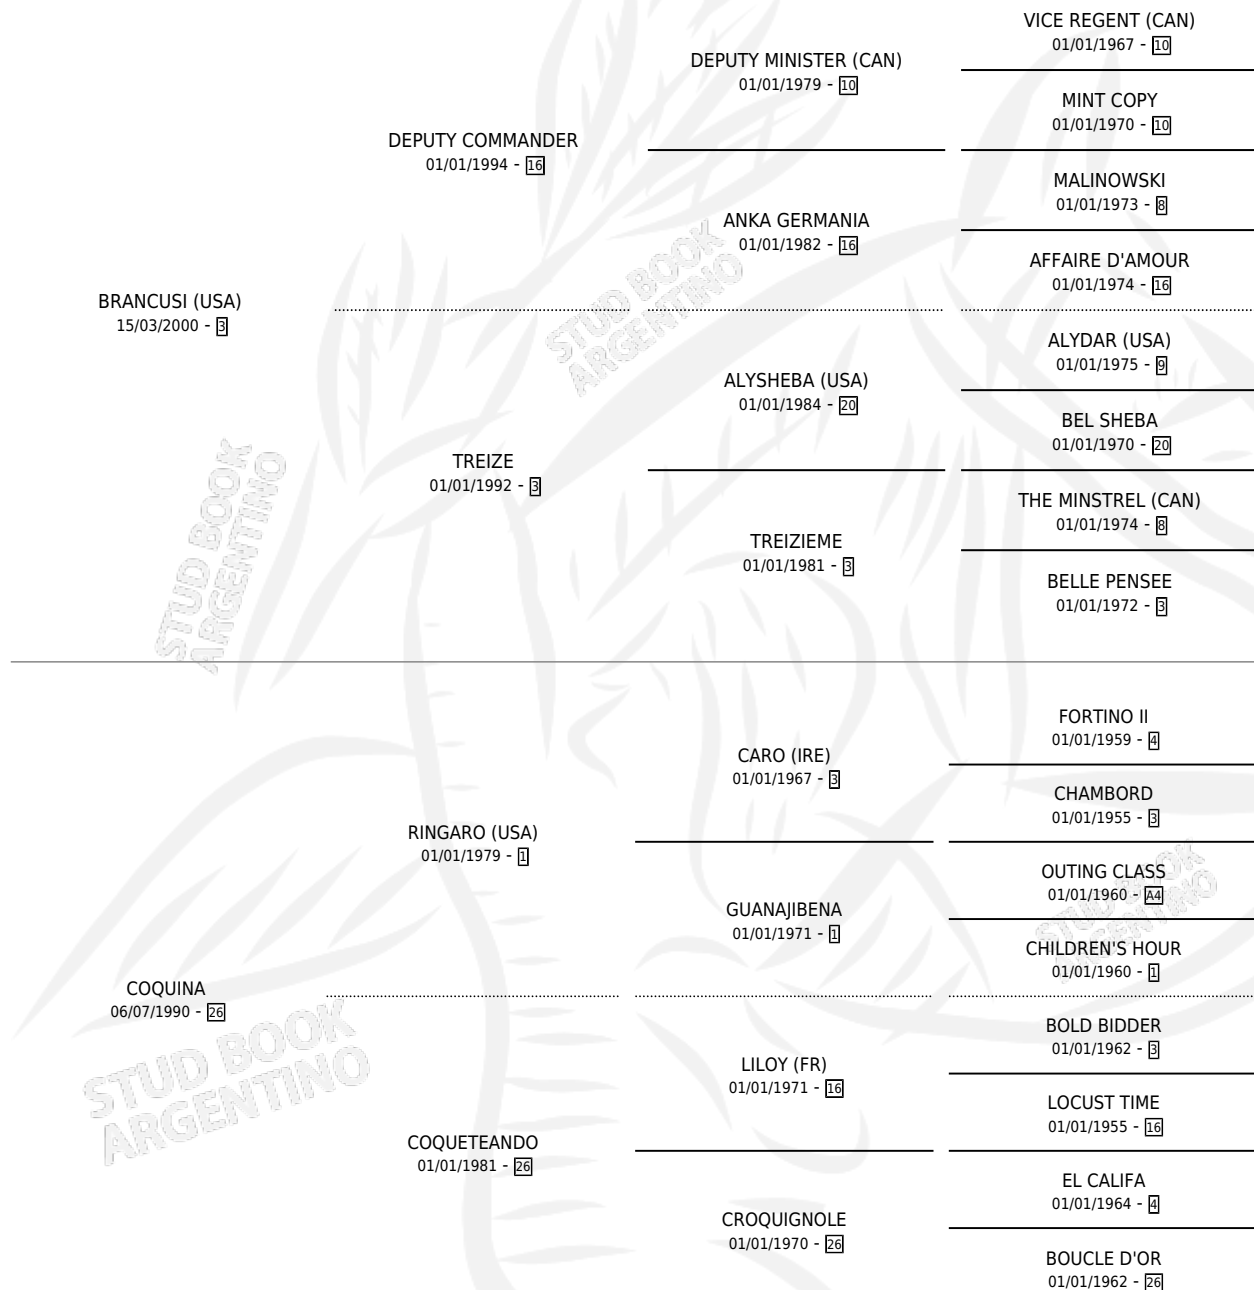 VICE REGENT (CAN)
01/01/1967 - 10
DEPUTY MINISTER (CAN)
01/01/1979 - 10
MINT COPY
01/01/1970 - 10
DEPUTY COMMANDER
01/01/1994 - 16
MALINOWSKI
01/01/1973 - 8
ANKA GERMANIA
01/01/1982 - 16
AFFAIRE D'AMOUR
01/01/1974 - 16
BRANCUSI (USA)
15/03/2000 - 3
STUD BOOK
ARGENTINO
ALYDAR (USA)
01/01/1975 - 9
ALYSHEBA (USA)
01/01/1984 - 20
BEL SHEBA
01/01/1970 - 20
TREIZE
01/01/1992 - 3
THE MINSTREL (CAN)
01/01/1974 - 8
TREIZIEME
01/01/1981 - 3
BELLE PENSEE
01/01/1972 - 3
STUD BOOK
ARGENTINO
FORTINO II
01/01/1959 - 4
CARO (IRE)
01/01/1967 - 3
CHAMBORD
01/01/1955 - 3
RINGARO (USA)
01/01/1979 - 1
OUTING CLASS
01/01/1960 - A4
GUANAJIBENA
01/01/1971 - 1
CHILDREN'S HOUR
01/01/1960 - 1
STUD BOOK
ARGENTINO
COQUINA
06/07/1990 - 26
BOLD BIDDER
01/01/1962 - 3
LILOY (FR)
01/01/1971 - 16
LOCUST TIME
01/01/1955 - 16
STUD BOOK
ARGENTINO
COQUETEANDO
01/01/1981 - 26
EL CALIFA
01/01/1964 - 4
CROQUIGNOLE
01/01/1970 - 26
BOUCLE D'OR
01/01/1962 - 26